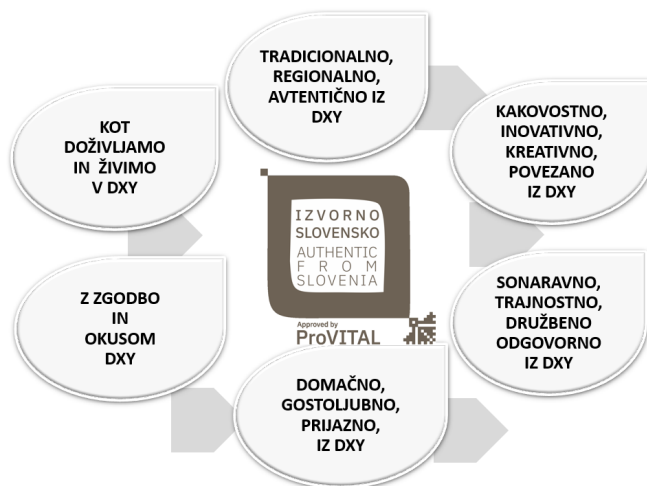 TRADICIONALNO,
REGIONALNO,
AVTENTIČNO IZ
DXY
KAKOVOSTNO,
INOVATIVNO,
KREATIVNO,
POVEZANO
IZ DXY
SONARAVNO,
TRAJNOSTNO,
DRUŽBENO
ODGOVORNO
IZ DXY
DOMAČNO,
GOSTOLJUBNO,
PRIJAZNO,
IZ DXY
Z ZGODBO
IN
OKUSOM
DXY
KOT
DOŽIVLJAMO
IN ŽIVIMO
V DXY
IZVORNO
SLOVENSKO
AUTHENTIC
FROM
SLOVENIA
Approved by
ProVITAL